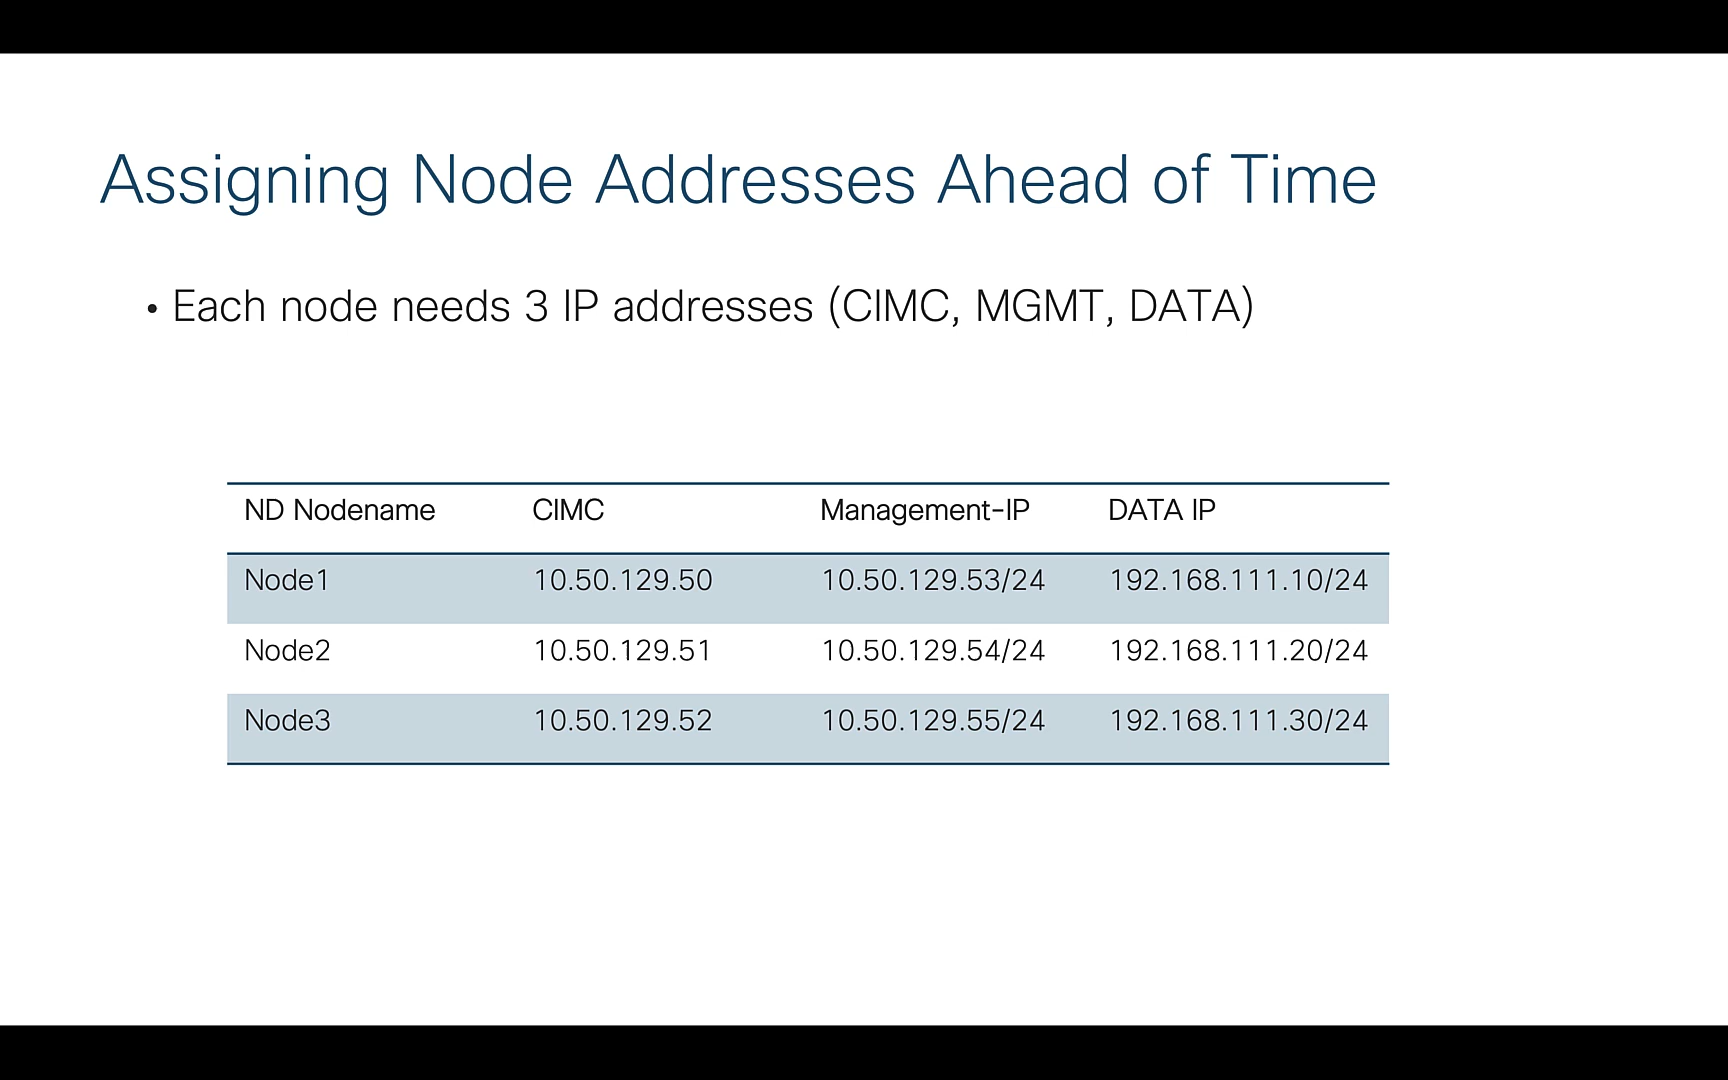 Assigning Node Addresses Ahead of Time
• Each node needs 3 IP addresses (CIMC, MGMT, DATA)
ND Nodename CIMC Management-IP DATA IP
Node1 10.50.129.50 10.50.129.53/24 192.168.111.10/24
Node2 10.50.129.51 10.50.129.54/24 192.168.111.20/24
Node3 10.50.129.52 10.50.129.55/24 192.168.111.30/24